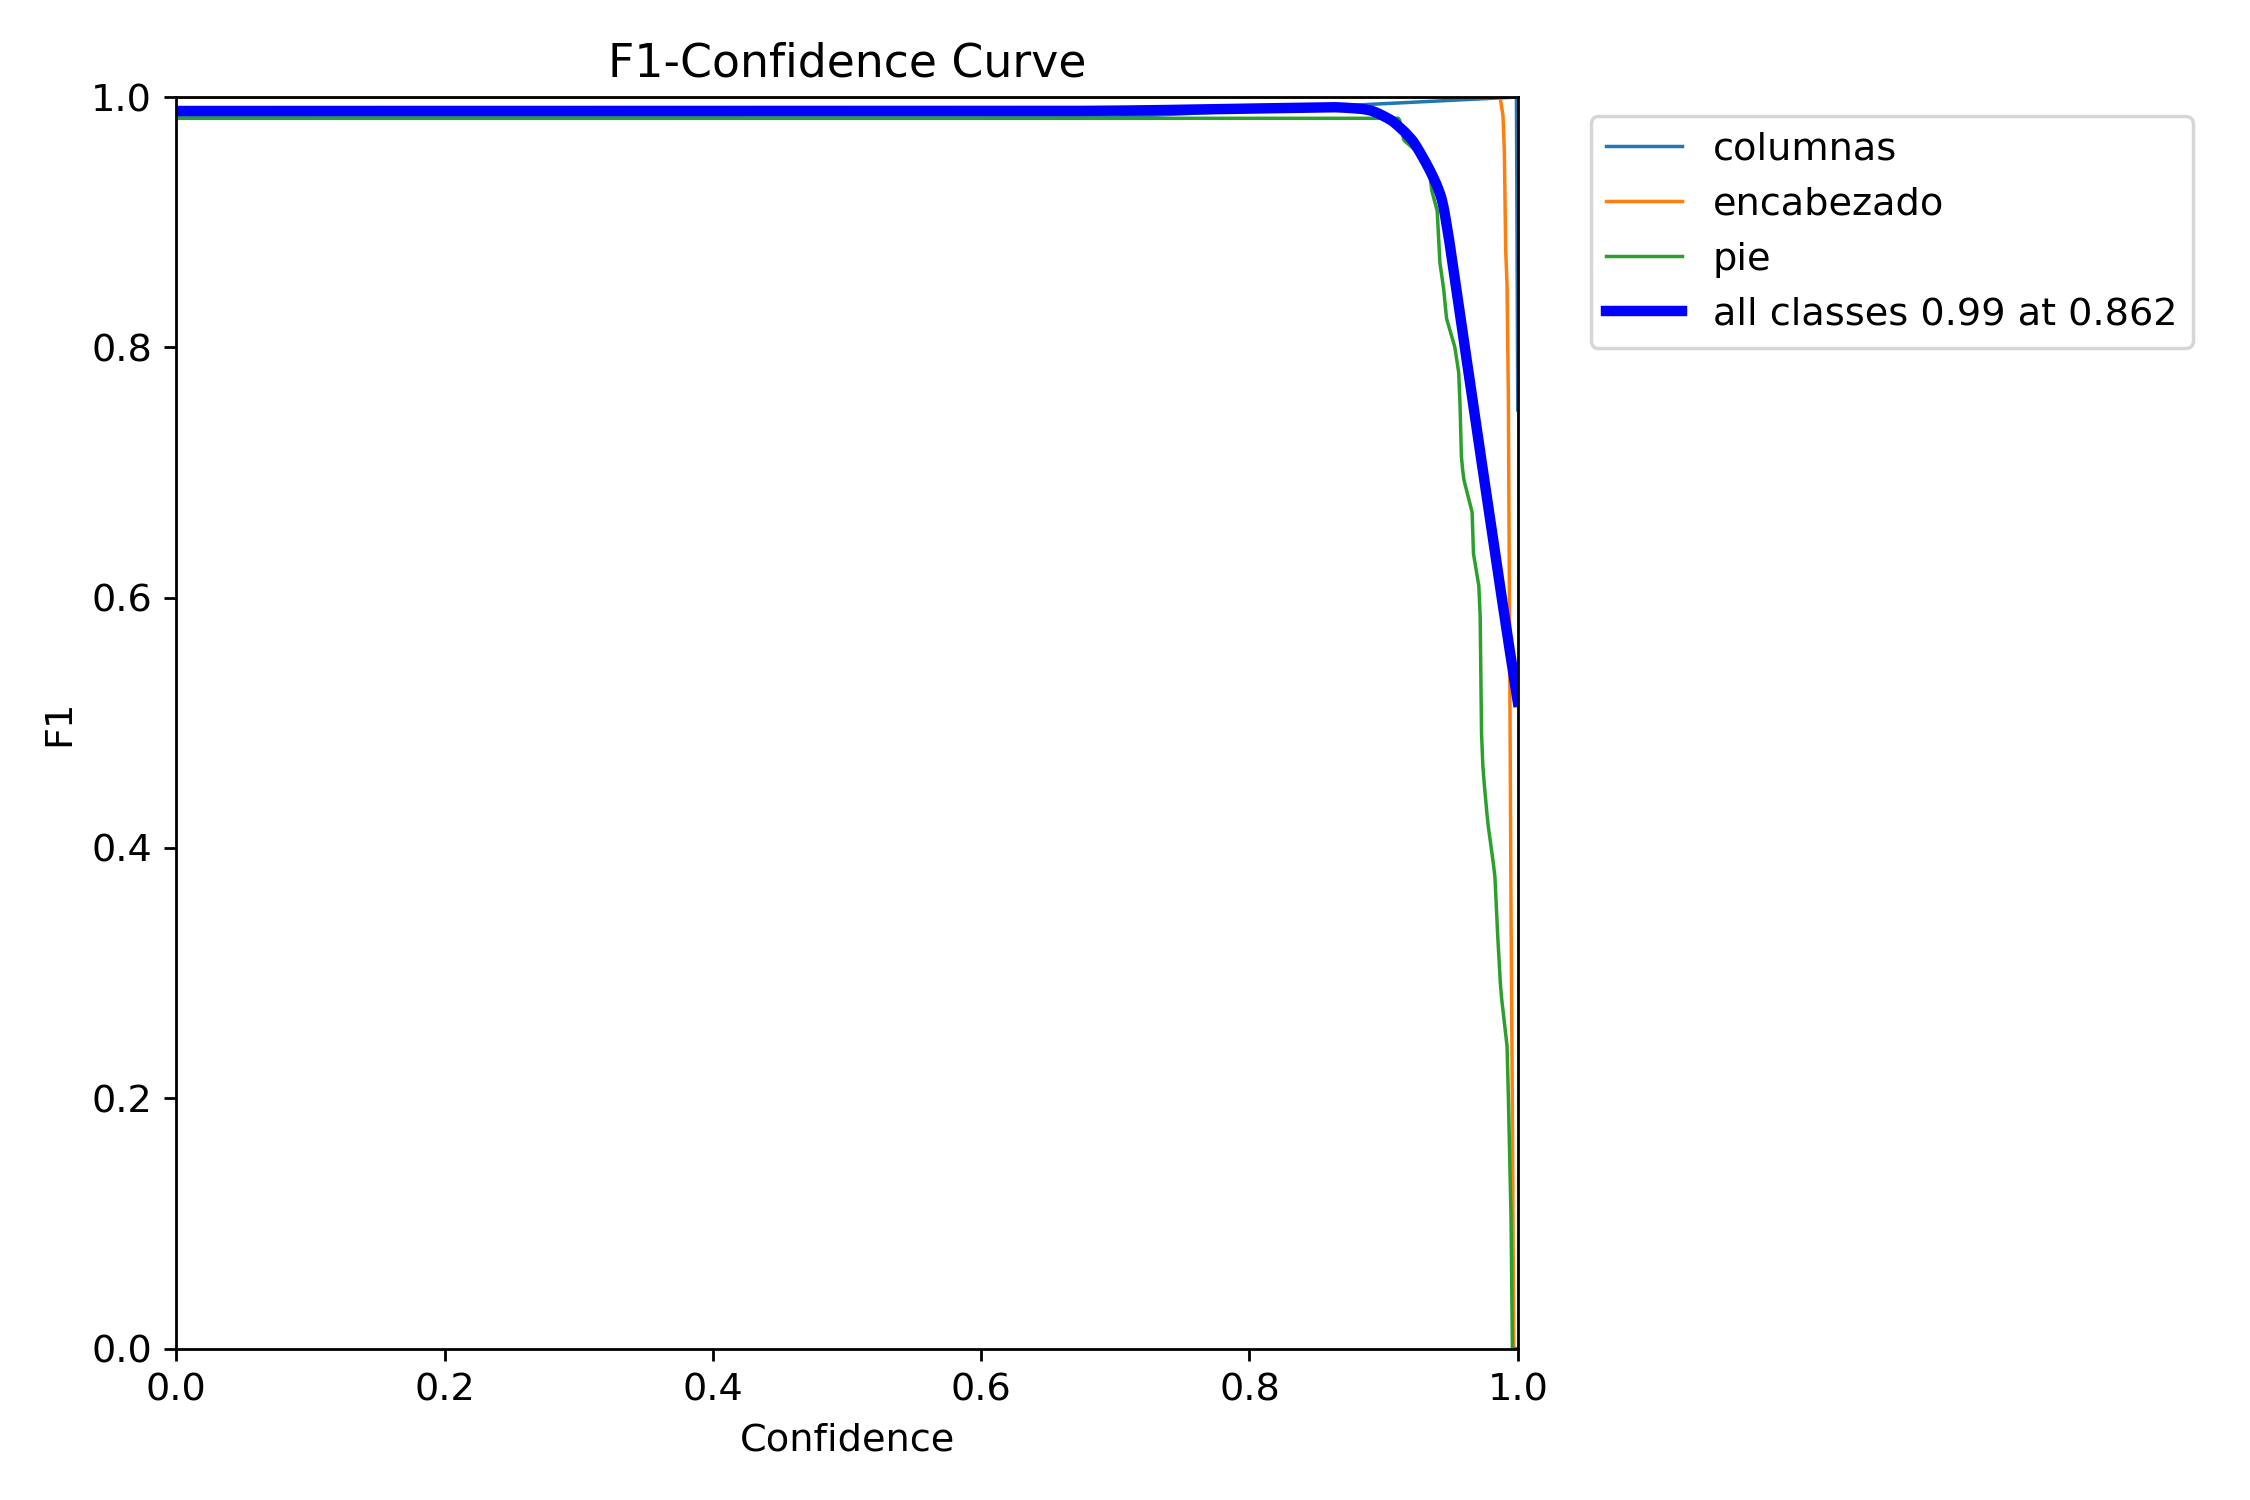 F1-Confidence Curve
1.0
0.8
0.6
0.4
0.2
0.0
F1
0.0 0.2 0.4 0.6 0.8 1.0
Confidence
columnas
encabezado
pie
all classes 0.99 at 0.862